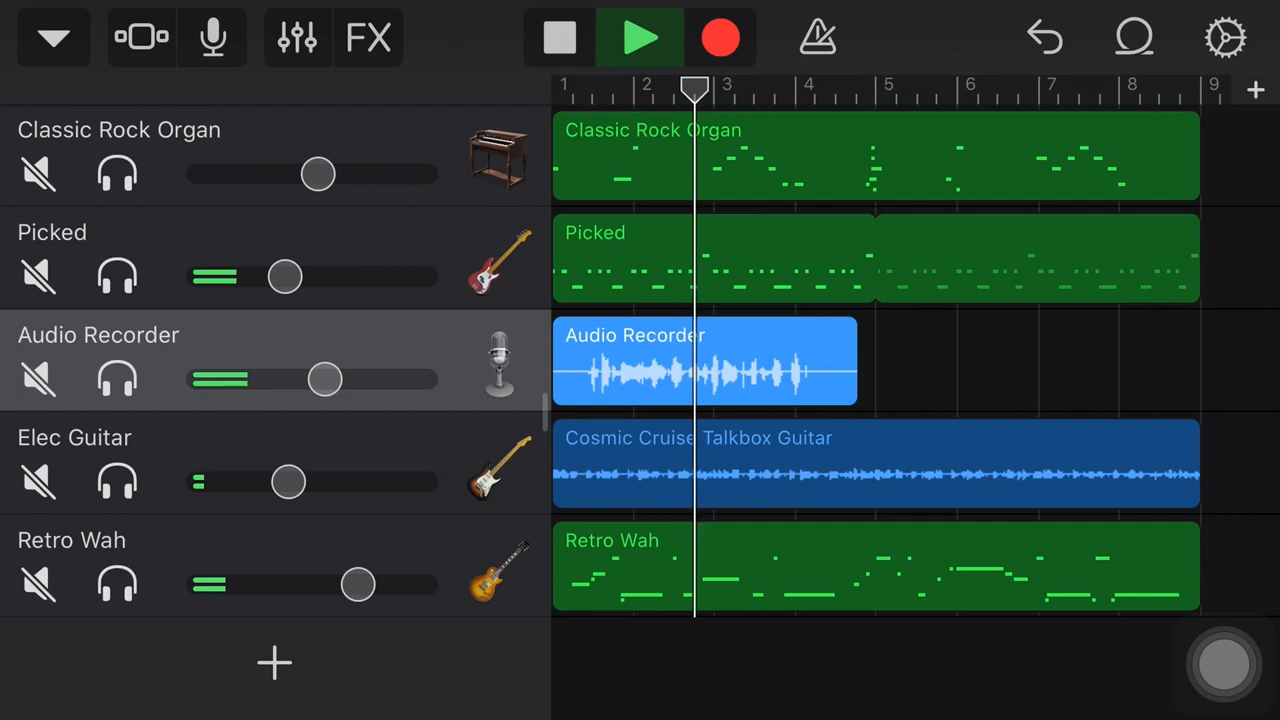 FX
1 2 3 4 5 6 7 8 9 +
Classic Rock Organ
Classic Rock Organ
Picked
Picked
Audio Recorder
Audio Recorder
Elec Guitar
Cosmic Cruise Talkbox Guitar
Retro Wah
Retro Wah